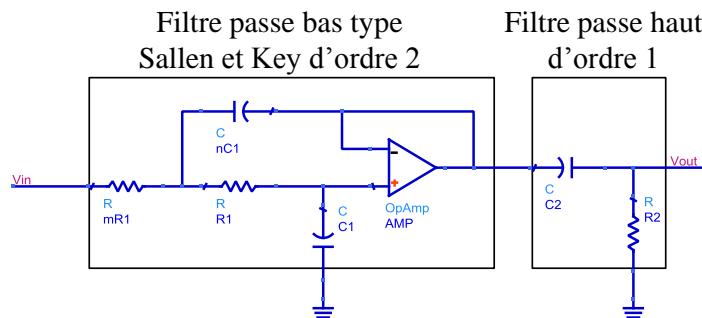 Filtre passe bas type
Sallen et Key d'ordre 2
Filtre passe haut
d'ordre 1
C
nC1
Vin
R
mR1
R
R1
C
C1
-
+
OpAmp
AMP
C
C2
Vout
R
R2